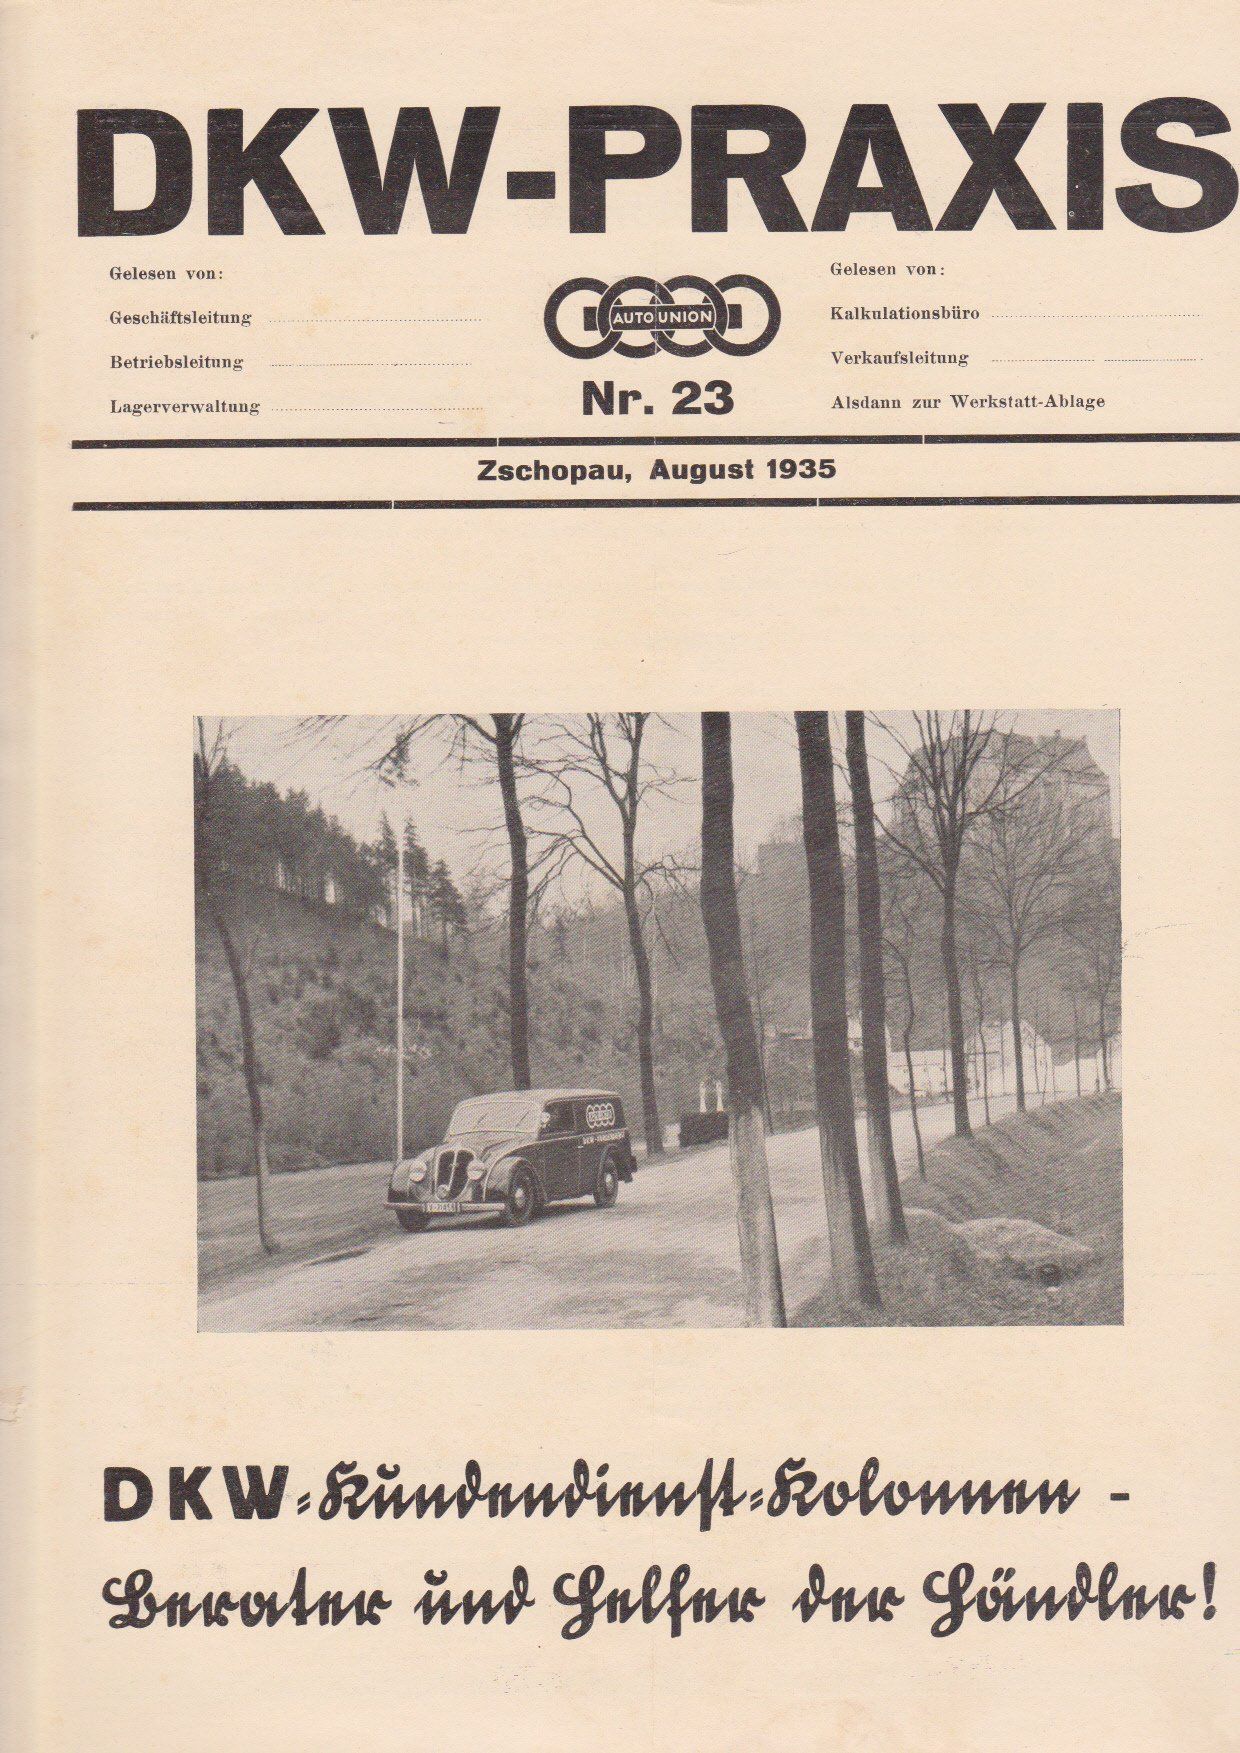 DKW-PRAXIS
Gelesen von:
Geschäftsleitung
Betriebsleitung
Lagerverwaltung
AUTO UNION
Nr. 23
Gelesen von:
Kalkulationsbüro
Verkaufsleitung
Alsdann zur Werkstatt-Ablage
Zschopau, August 1935
DKW-Kundendienst-Kolonnen -
Berater und Helfer der Händler!